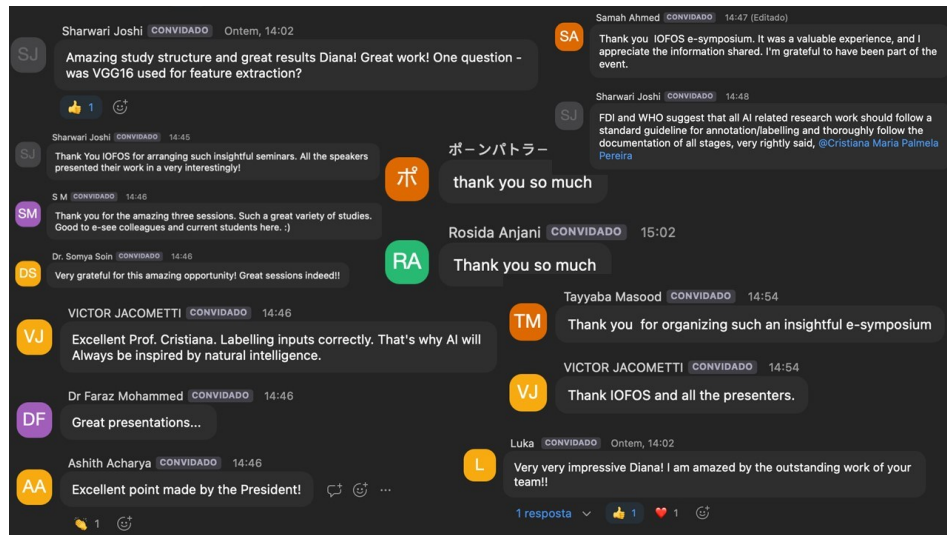 Sharwari Joshi CONVIDADO Ontem, 14:02
SJ
Amazing study structure and great results Diana! Great work! One question -
was VGG16 used for feature extraction?
1
Sharwari Joshi CONVIDADO 14:45
SJ
Thank You IOFOS for arranging such insightful seminars. All the speakers
presented their work in a very interestingly!
S M CONVIDADO 14:46
SM
Thank you for the amazing three sessions. Such a great variety of studies.
Good to e-see colleagues and current students here. :)
Dr. Somya Soin CONVIDADO 14:46
DS
Very grateful for this amazing opportunity! Great sessions indeed!!
VICTOR JACOMETTI CONVIDADO 14:46
VJ
Excellent Prof. Cristiana. Labelling inputs correctly. That's why AI will
Always be inspired by natural intelligence.
Dr Faraz Mohammed CONVIDADO 14:46
DF
Great presentations...
Ashith Acharya CONVIDADO 14:46
AA
Excellent point made by the President!
1
ポーンパトラー
ポ
thank you so much
Rosida Anjani CONVIDADO 15:02
RA
Thank you so much
Samah Ahmed CONVIDADO 14:47 (Editado)
SA
Thank you IOFOS e-symposium. It was a valuable experience, and I
appreciate the information shared. I'm grateful to have been part of the
event.
Sharwari Joshi CONVIDADO 14:48
SJ
FDI and WHO suggest that all AI related research work should follow a
standard guideline for annotation/labelling and thoroughly follow the
documentation of all stages, very rightly said, @Cristiana Maria Palmela
Pereira
Tayyaba Masood CONVIDADO 14:54
TM
Thank you for organizing such an insightful e-symposium
VICTOR JACOMETTI CONVIDADO 14:54
VJ
Thank IOFOS and all the presenters.
Luka CONVIDADO Ontem, 14:02
L
Very very impressive Diana! I am amazed by the outstanding work of your
team!!
1 resposta 1 1